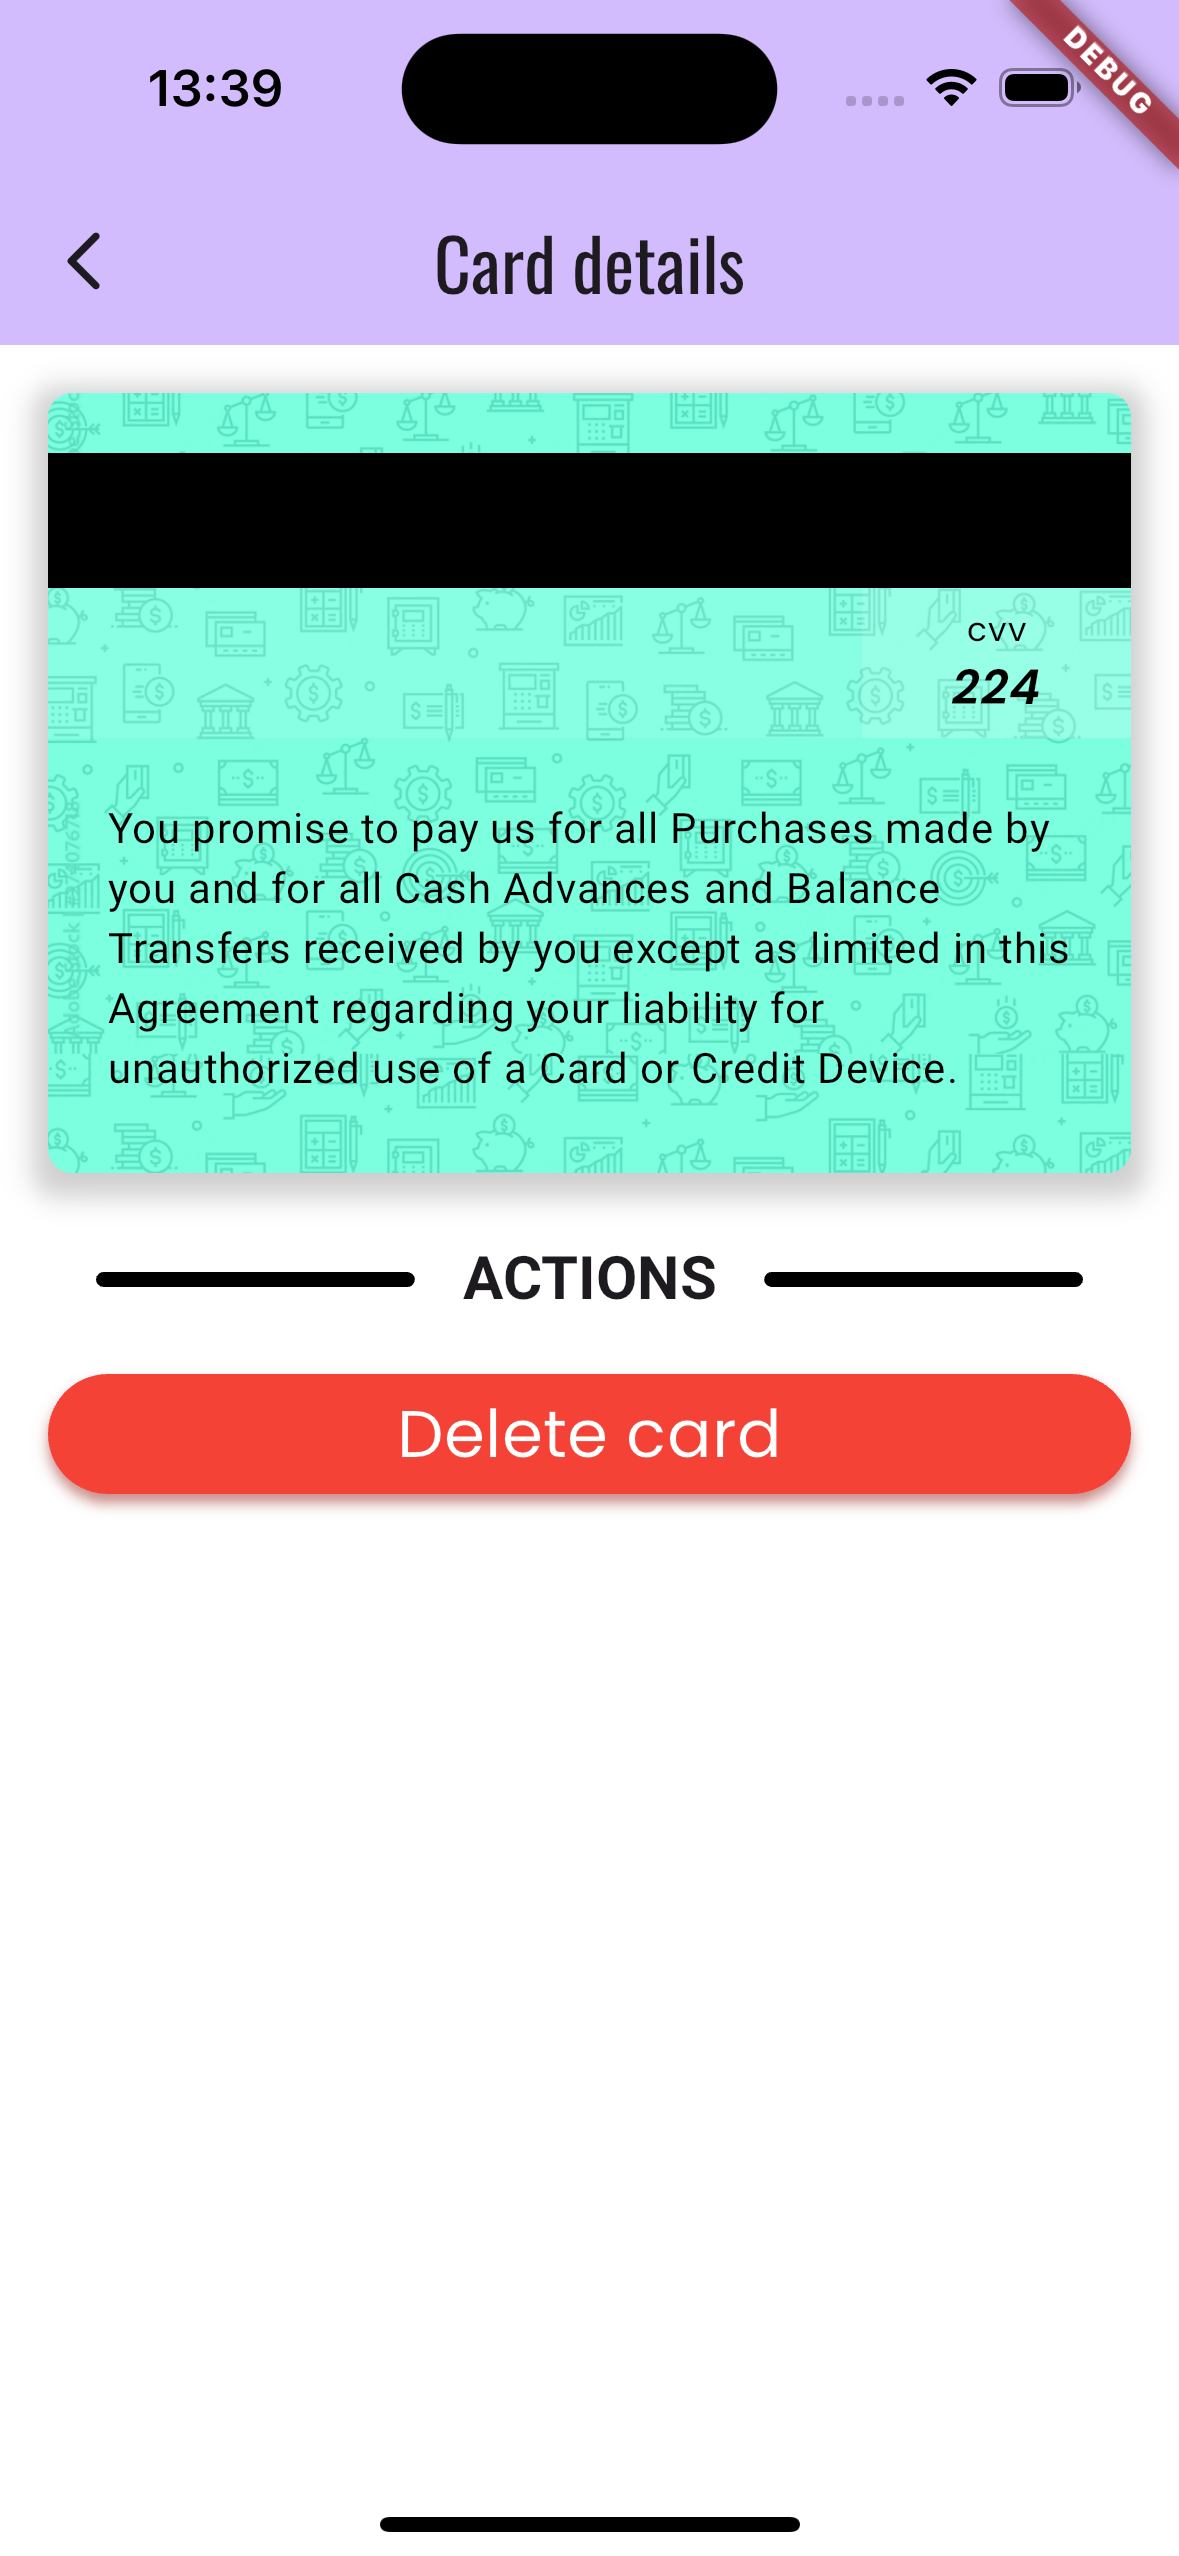 13:39
DEBUG
Card details
CVV
224
You promise to pay us for all Purchases made by
you and for all Cash Advances and Balance
Transfers received by you except as limited in this
Agreement regarding your liability for
unauthorized use of a Card or Credit Device.
ACTIONS
Delete card